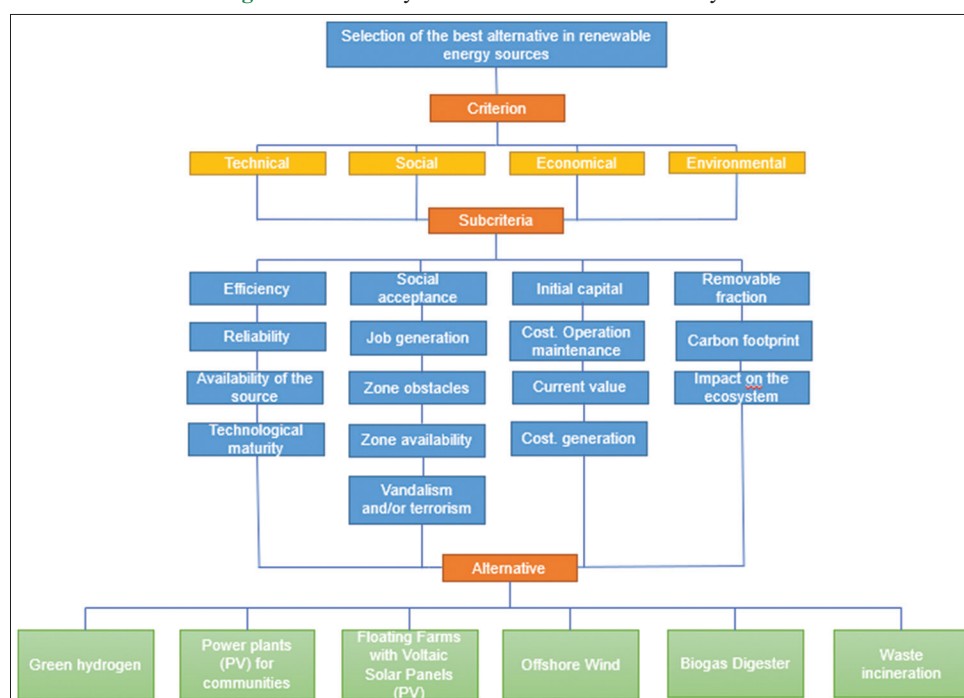 Selection of the best alternative in renewable
energy sources
Criterion
Technical
Social
Economical
Environmental
Subcriteria
Efficiency
Social
acceptance
Initial capital
Removable
fraction
Reliability
Job generation
Cost. Operation
maintenance
Carbon footprint
Availability of the
source
Zone obstacles
Current value
Impact on the
ecosystem
Technological
maturity
Zone availability
Cost. generation
Vandalism
and/or terrorism
Alternative
Green hydrogen
Power plants
(PV) for
communities
Floating Farms
with Voltaic
Solar Panels
(PV)
Offshore Wind
Biogas Digester
Waste
incineration